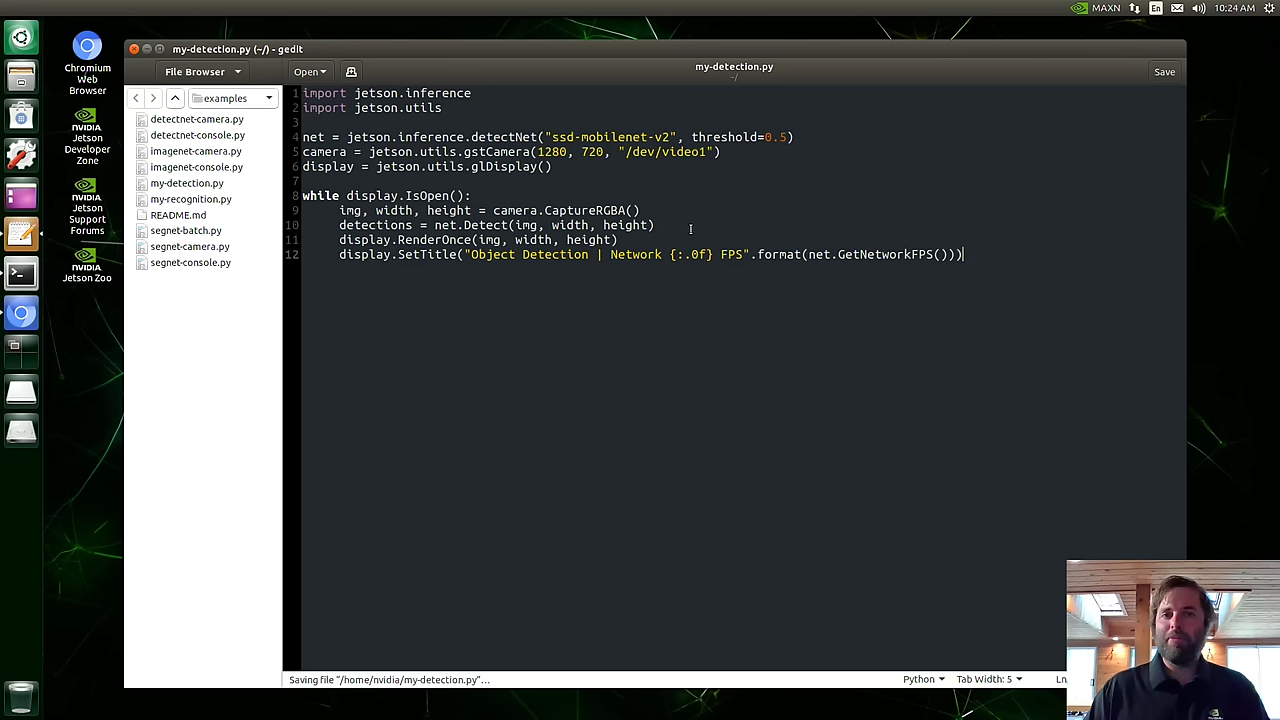 MAXN
En
10:24 AM
my-detection.py (~/) - gedit
File Browser
Open
my-detection.py
~/
Save
examples
Chromium
Web
Browser
NVIDIA
Jetson
Developer
Zone
NVIDIA
Jetson
Support
Forums
NVIDIA
Jetson Zoo
detectnet-camera.py
detectnet-console.py
imagenet-camera.py
imagenet-console.py
my-detection.py
my-recognition.py
README.md
segnet-batch.py
segnet-camera.py
segnet-console.py
1 import jetson.inference
2 import jetson.utils
3
4 net = jetson.inference.detectNet("ssd-mobilenet-v2", threshold=0.5)
5 camera = jetson.utils.gstCamera(1280, 720, "/dev/video1")
6 display = jetson.utils.glDisplay()
7
8 while display.IsOpen():
9 img, width, height = camera.CaptureRGBA()
10 detections = net.Detect(img, width, height)
11 display.RenderOnce(img, width, height)
12 display.SetTitle("Object Detection | Network {:.0f} FPS".format(net.GetNetworkFPS()))
Saving file "/home/nvidia/my-detection.py"...
Python
Tab Width: 5
Ln